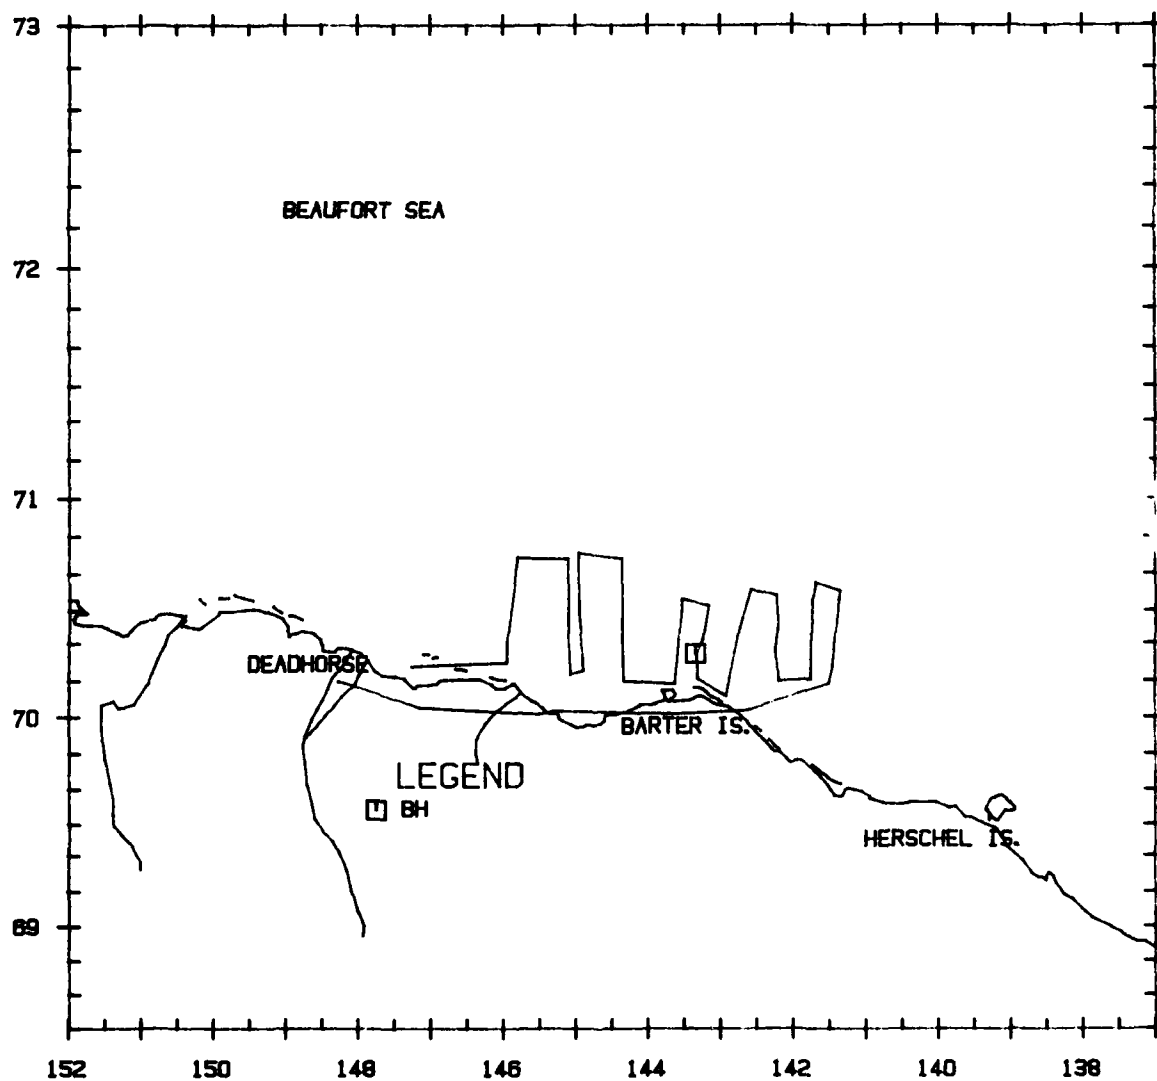 73
BEAUFORT SEA
72
71
DEADHORSE
70
BARTER IS.
LEGEND
BH
HERSCHEL IS.
69
152 150 148 146 144 142 140 138